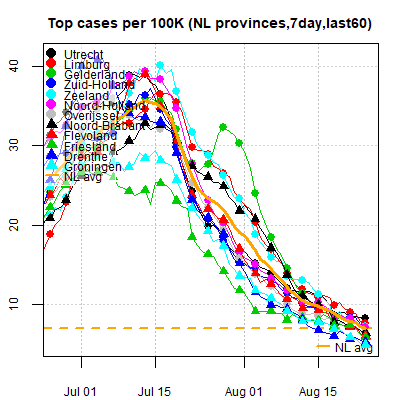 Top cases per 100K (NL provinces,7day,last60)
40
30
20
10
Utrecht
Limburg
Gelderland
Zuid-Holland
Zeeland
Noord-Holland
Overijssel
Noord-Brabant
Flevoland
Friesland
Drenthe
Groningen
NL avg
NL avg
Jul 01
Jul 15
Aug 01
Aug 15